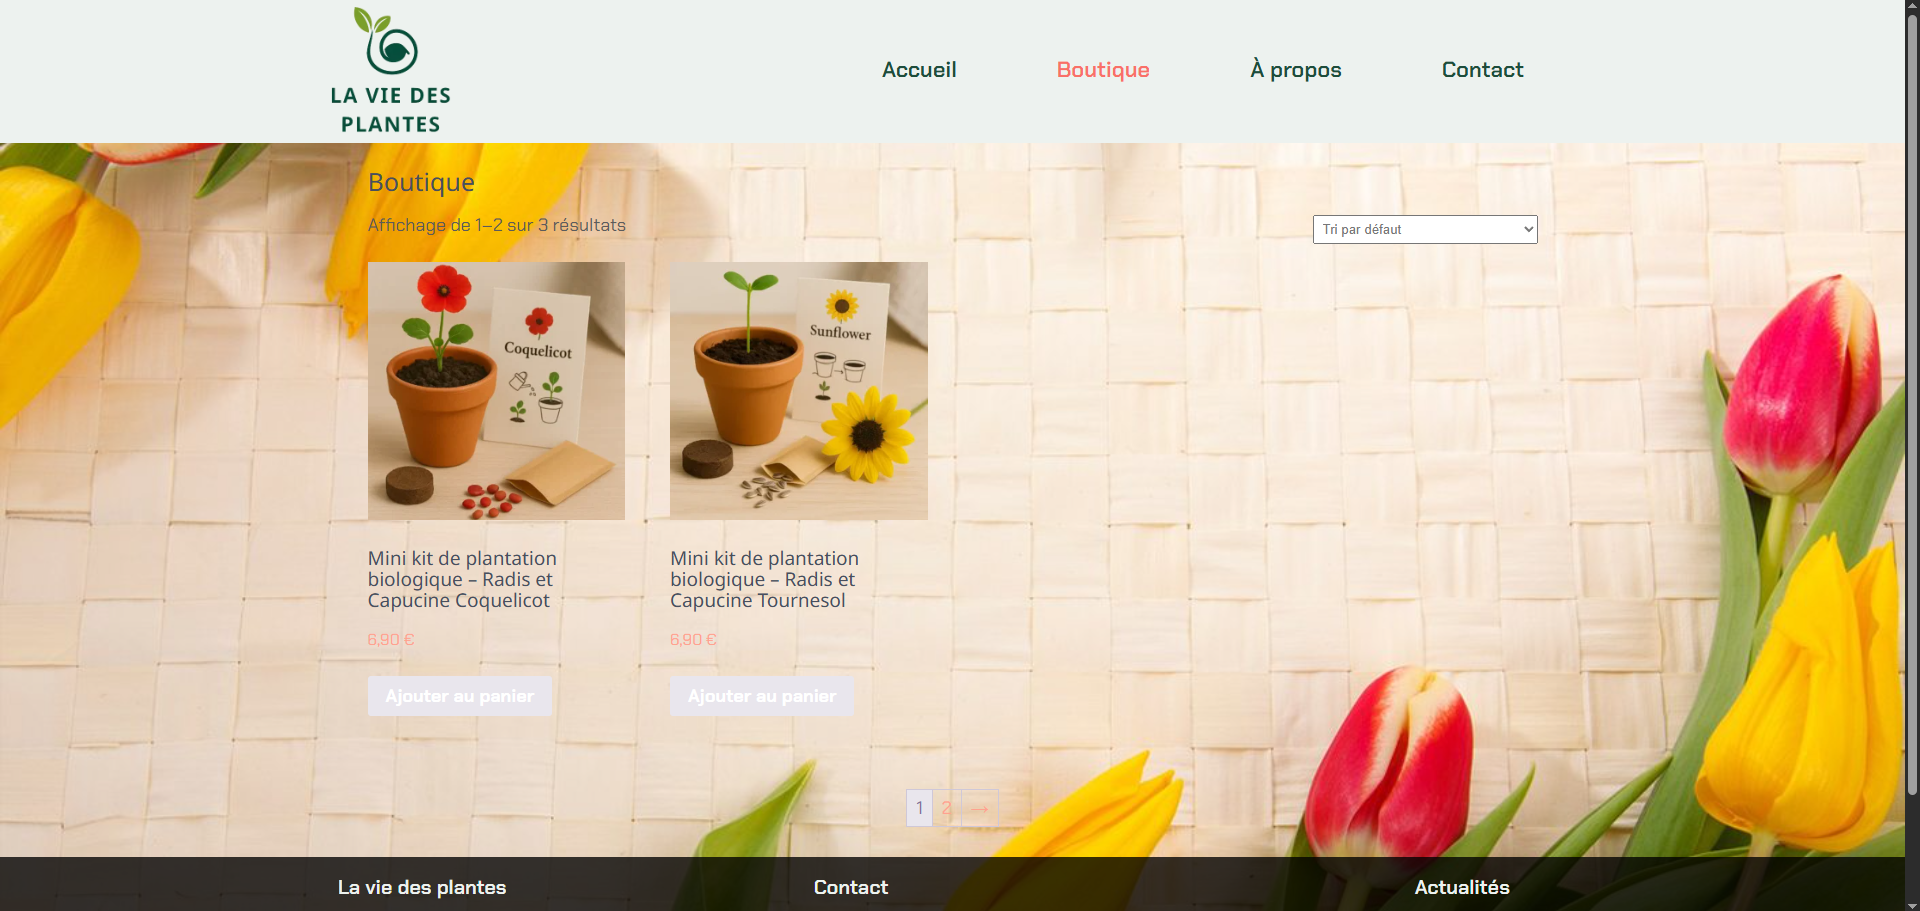 LA VIE DES
PLANTES
Accueil
Boutique
À propos
Contact
Boutique
Affichage de 1–2 sur 3 résultats
Tri par défaut
Coquelicot
Sunflower
Mini kit de plantation
biologique – Radis et
Capucine Coquelicot
6,90 €
Ajouter au panier
Mini kit de plantation
biologique – Radis et
Capucine Tournesol
6,90 €
Ajouter au panier
1 2 →
La vie des plantes
Contact
Actualités